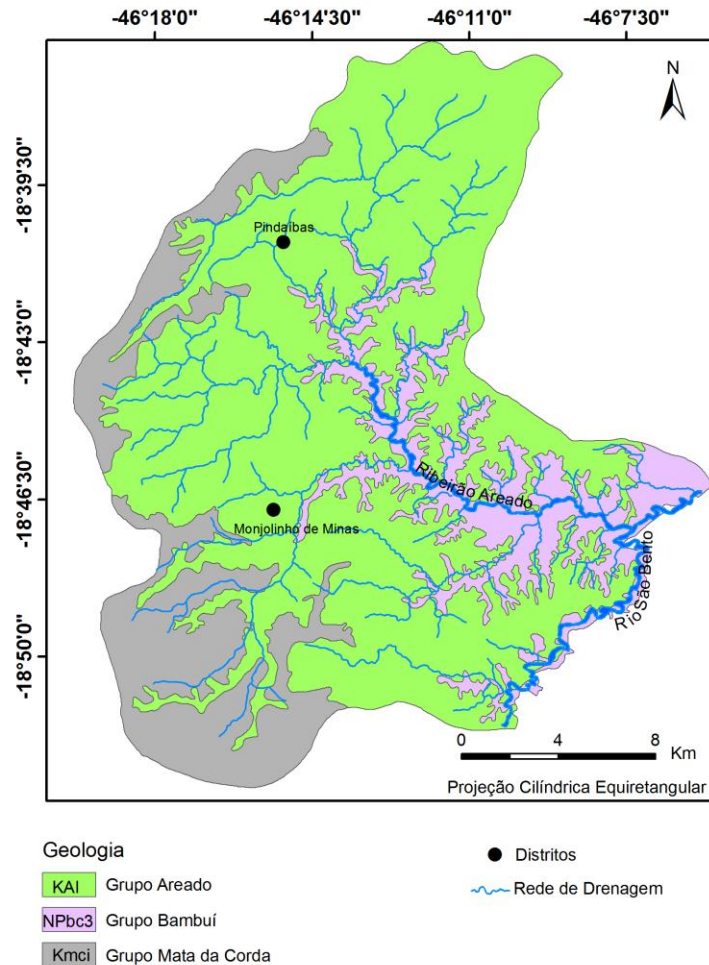 -46°18'0" -46°14'30" -46°11'0" -46°7'30"
N
-18°39'30"
Pindaíbas
-18°43'0"
Ribeirão Areado
-18°46'30"
Monjolinho de Minas
Rio São Bento
-18°50'0"
0 4 8
Km
Projeção Cilíndrica Equiretangular
Geologia
KAI Grupo Areado
NPbc3 Grupo Bambuí
Kmci Grupo Mata da Corda
Distritos
Rede de Drenagem